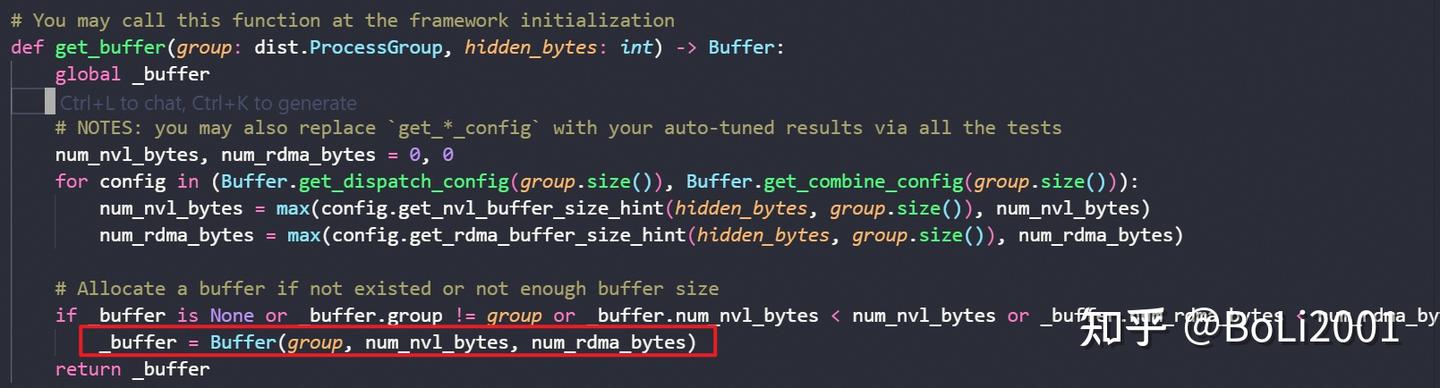 # You may call this function at the framework initialization
def get_buffer(group: dist.ProcessGroup, hidden_bytes: int) -> Buffer:
    global _buffer
    Ctrl+L to chat, Ctrl+K to generate
    # NOTES: you may also replace `get_*_config` with your auto-tuned results via all the tests
    num_nvl_bytes, num_rdma_bytes = 0, 0
    for config in (Buffer.get_dispatch_config(group.size()), Buffer.get_combine_config(group.size())):
        num_nvl_bytes = max(config.get_nvl_buffer_size_hint(hidden_bytes, group.size()), num_nvl_bytes)
        num_rdma_bytes = max(config.get_rdma_buffer_size_hint(hidden_bytes, group.size()), num_rdma_bytes)
    # Allocate a buffer if not existed or not enough buffer size
    if _buffer is None or _buffer.group != group or _buffer.num_nvl_bytes < num_nvl_bytes or _buffer.num_rdma_bytes < num_rdma_by
        _buffer = Buffer(group, num_nvl_bytes, num_rdma_bytes)
    return _buffer
知乎 @BoLi2001